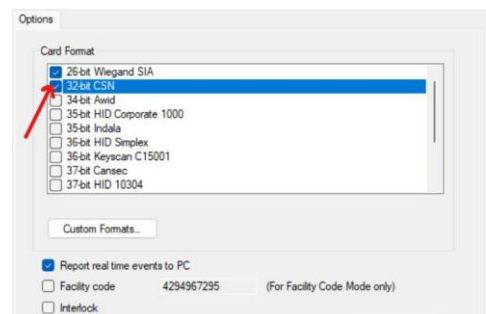 Options
Card Format
26-bit Wiegand SIA
32-bit CSN
34-bit Awid
35-bit HID Corporate 1000
35-bit Indala
36-bit HID Simplex
36-bit Keyscan C15001
37-bit Cansec
37-bit HID 10304
Custom Formats...
Report real time events to PC
Facility code 4294967295 (For Facility Code Mode only)
Interlock